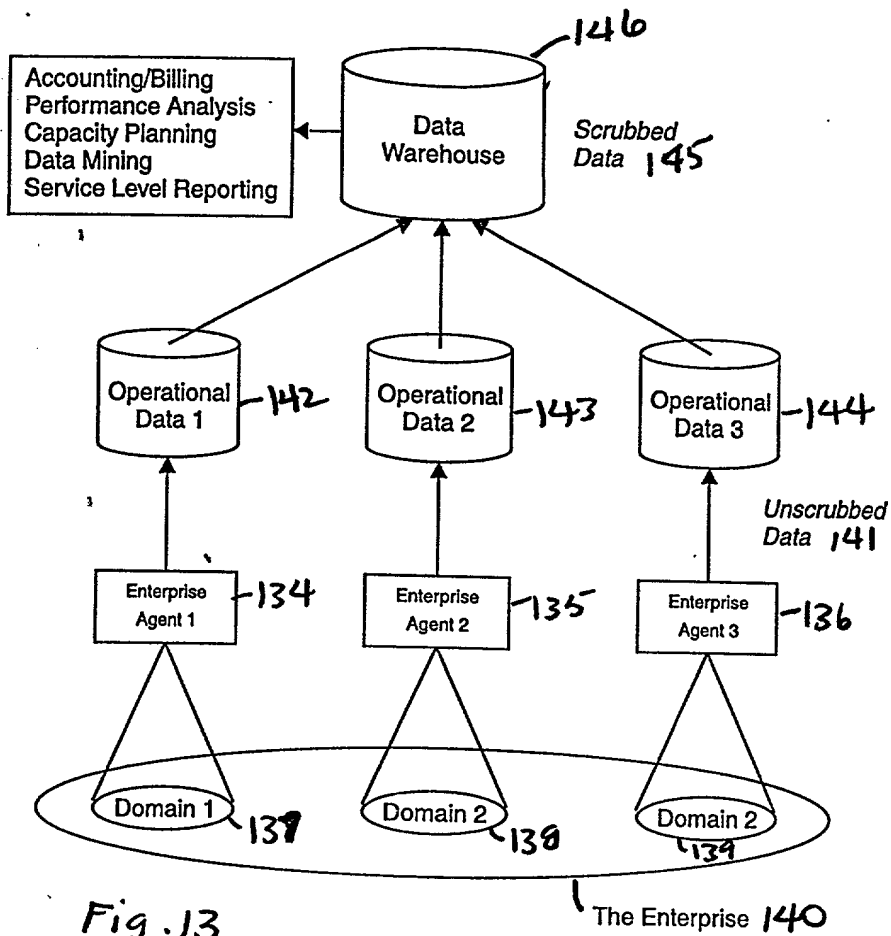 146
Accounting/Billing
Performance Analysis
Capacity Planning
Data Mining
Service Level Reporting
Data
Warehouse
Scrubbed
Data 145
Operational
Data 1
142
Operational
Data 2
143
Operational
Data 3
144
Unscrubbed
Data 141
Enterprise
Agent 1
134
Enterprise
Agent 2
135
Enterprise
Agent 3
136
Domain 1
Domain 2
138
Domain 2
139
The Enterprise 140
Fig. 13